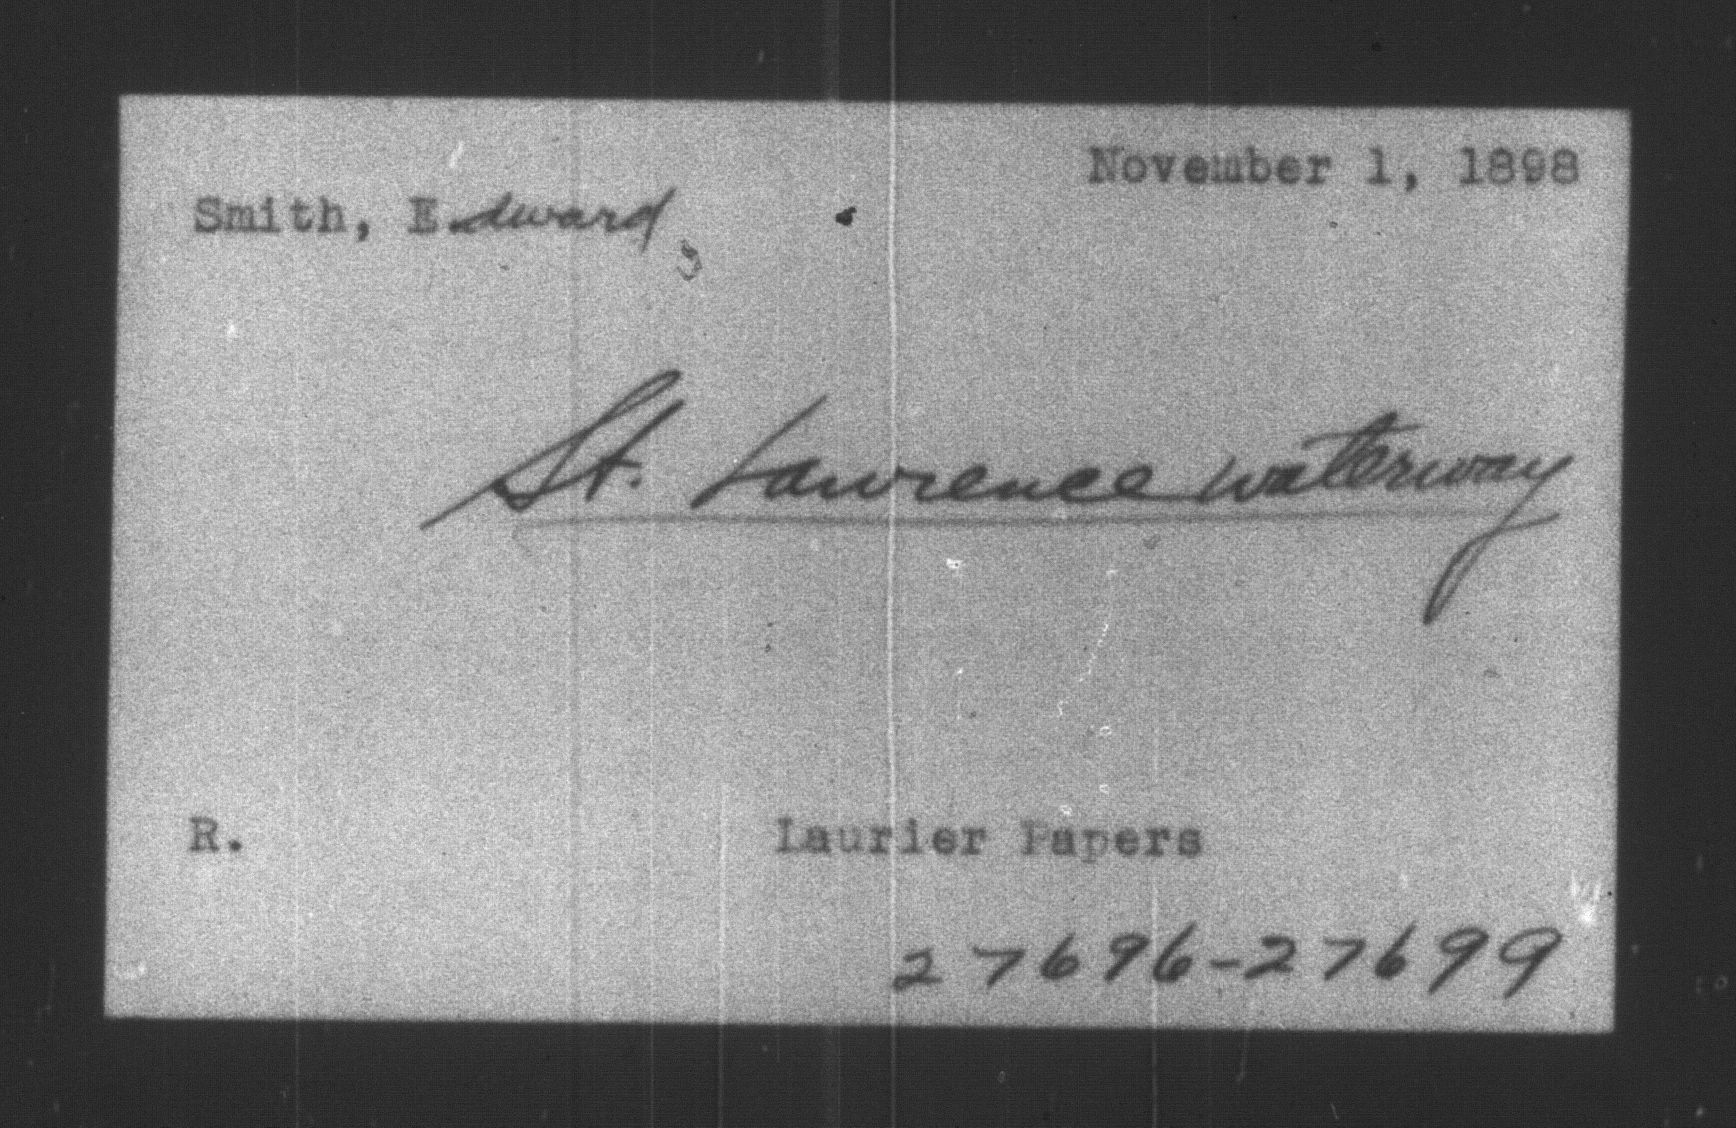 November 1, 1898
Smith, Edward
St. Lawrence waterway
R.
Laurier Papers
27696-27699